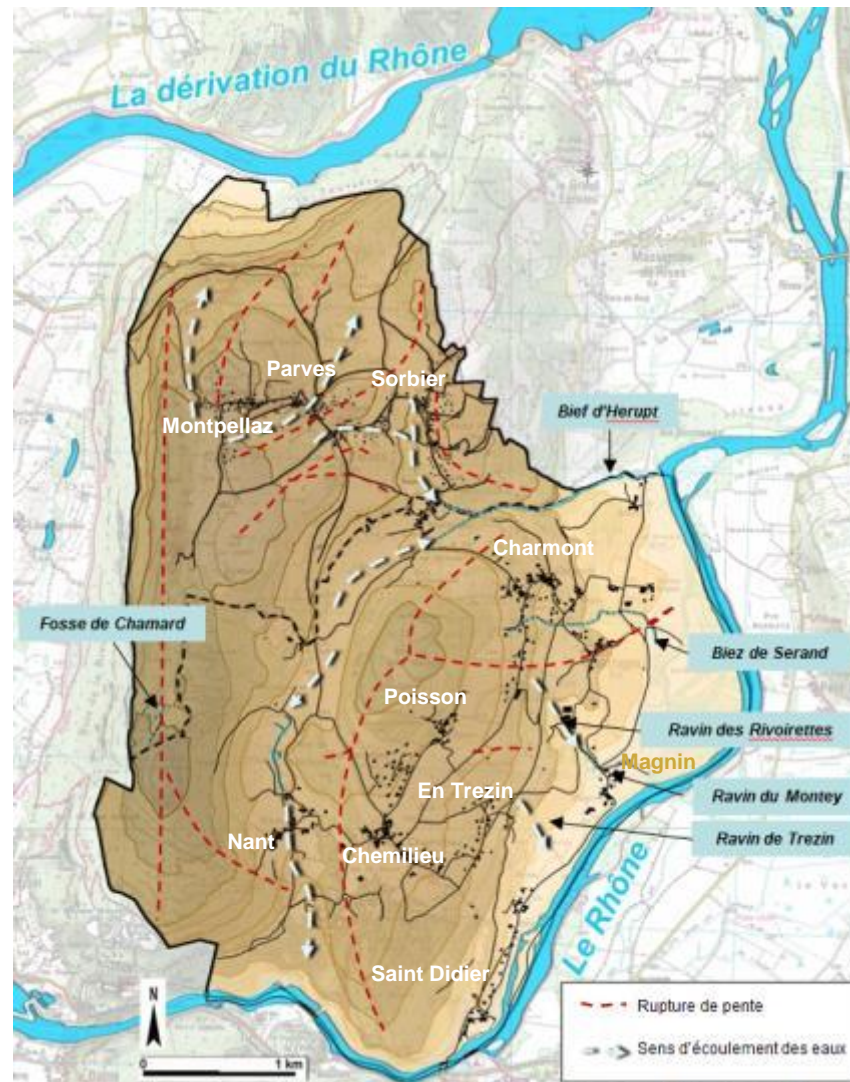 La dérivation du Rhône
Parves
Sorbier
Montpellaz
Bief d'Herupt
Charmont
Fosse de Chamard
Biez de Serand
Poisson
Ravin des Rivoirettes
Magnin
En Trezin
Ravin du Montey
Nant
Chemilieu
Ravin de Trezin
Le Rhône
Saint Didier
N
0 1 km
Rupture de pente
Sens d'écoulement des eaux